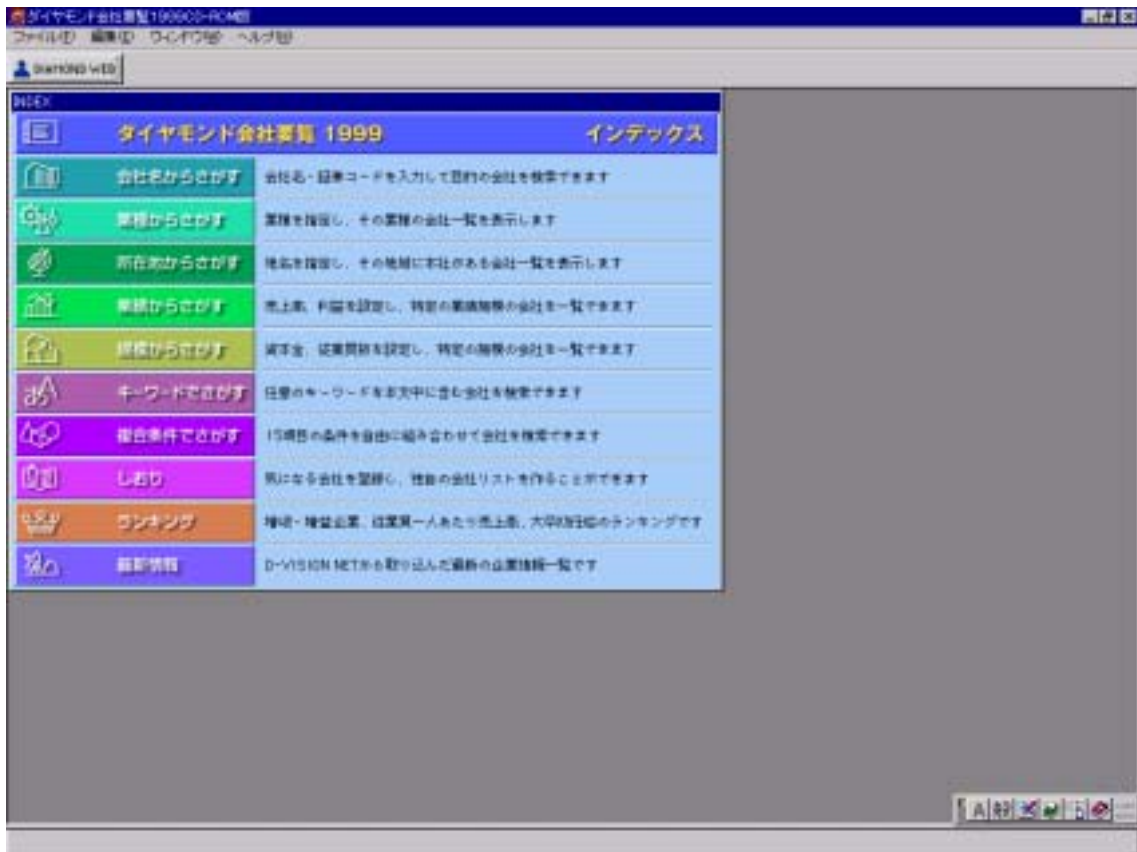 ダイヤモンド会社要覧1999CD-ROM版
ファイル(F) 編集(E) ウィンドウ(W) ヘルプ(H)
DIAMOND WEB
INDEX
ダイヤモンド会社要覧 1999 インデックス
会社名からさがす 会社名・証券コードを入力して目的の会社を検索できます
業種からさがす 業種を指定し、その業種の会社一覧を表示します
所在地からさがす 地名を指定し、その地域に本社がある会社一覧を表示します
業績からさがす 売上高、利益を設定し、特定の業績規模の会社を一覧できます
規模からさがす 資本金、従業員数を設定し、特定の規模の会社を一覧できます
キーワードでさがす 任意のキーワードを本文中に含む会社を検索できます
複合条件でさがす 15項目の条件を自由に組み合わせて会社を検索できます
しおり 気になる会社を登録し、独自の会社リストを作ることができます
ランキング 増収・増益企業、従業員一人あたり売上高、大卒初任給のランキングです
最新情報 D-VISION NETから取り込んだ最新の企業情報一覧です
A 般